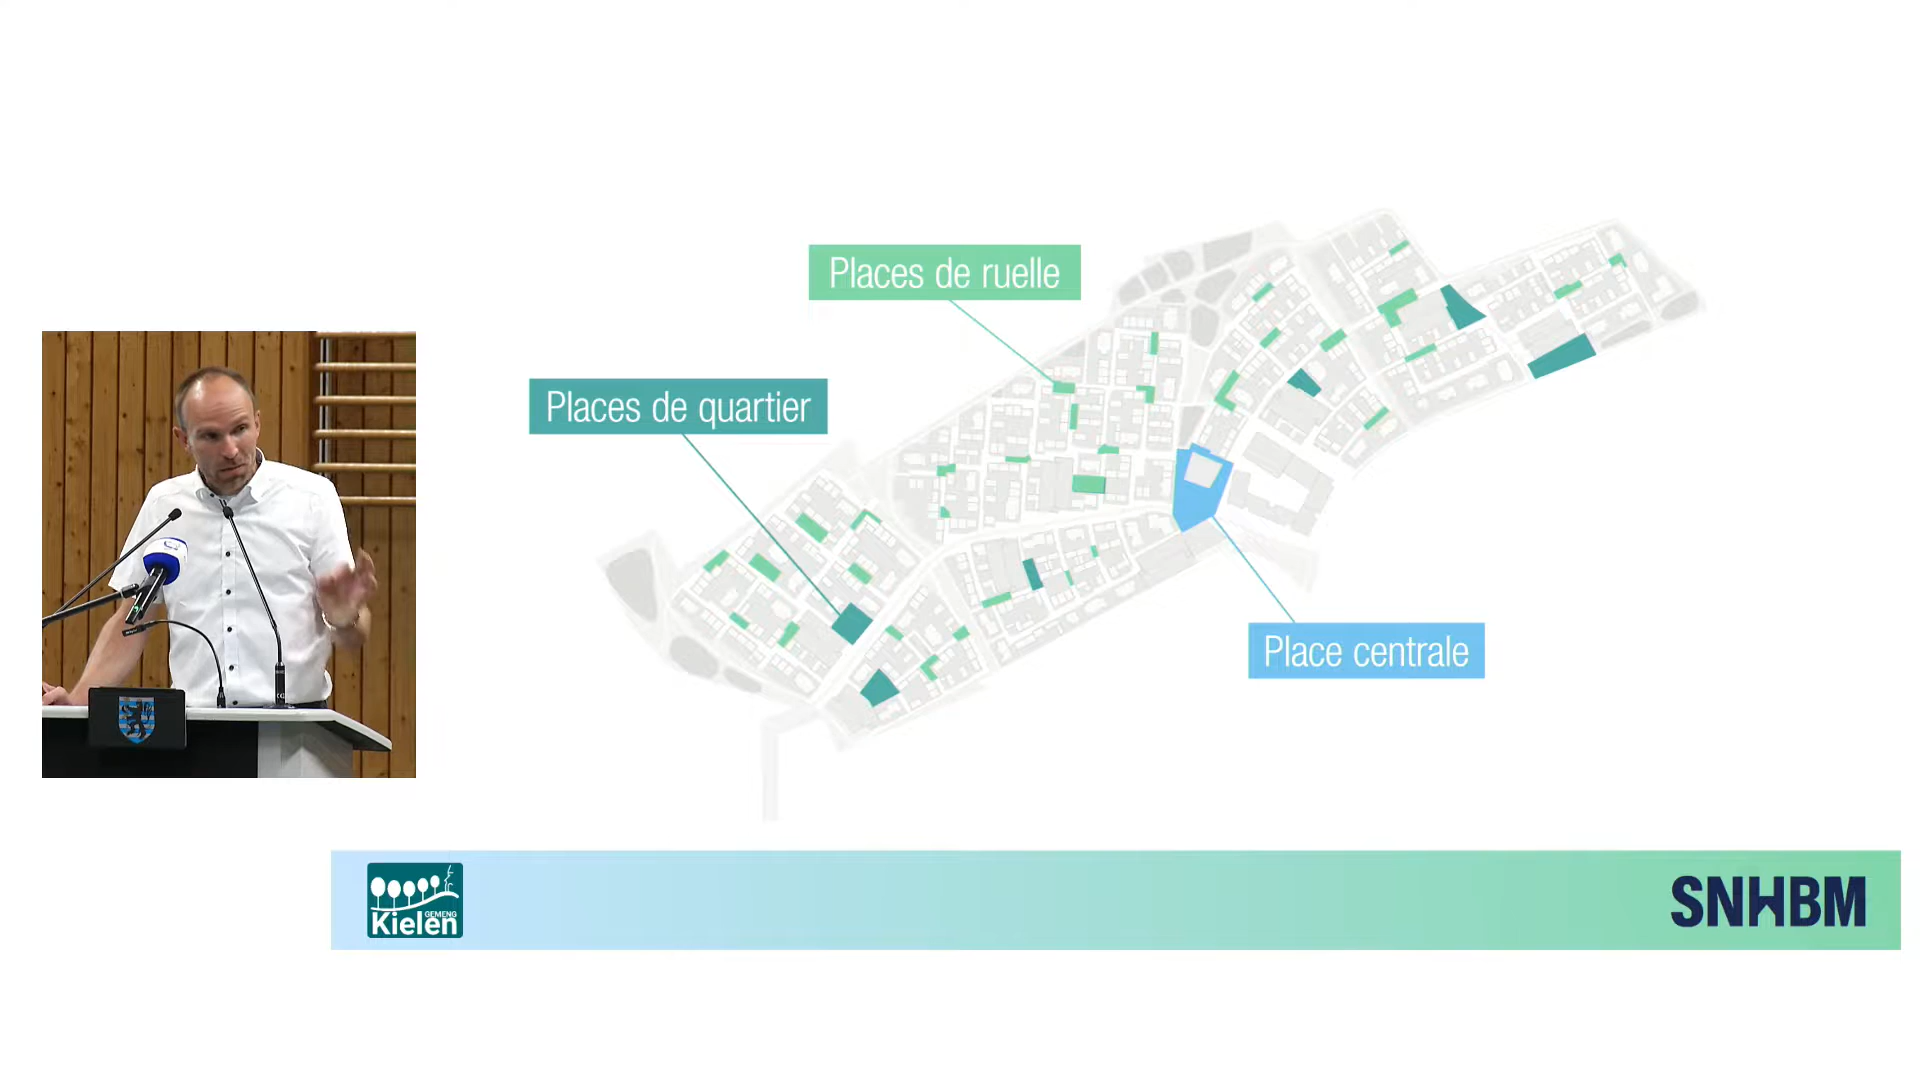 Places de ruelle
Places de quartier
Place centrale
GEMENG
Kielen
SNHBM